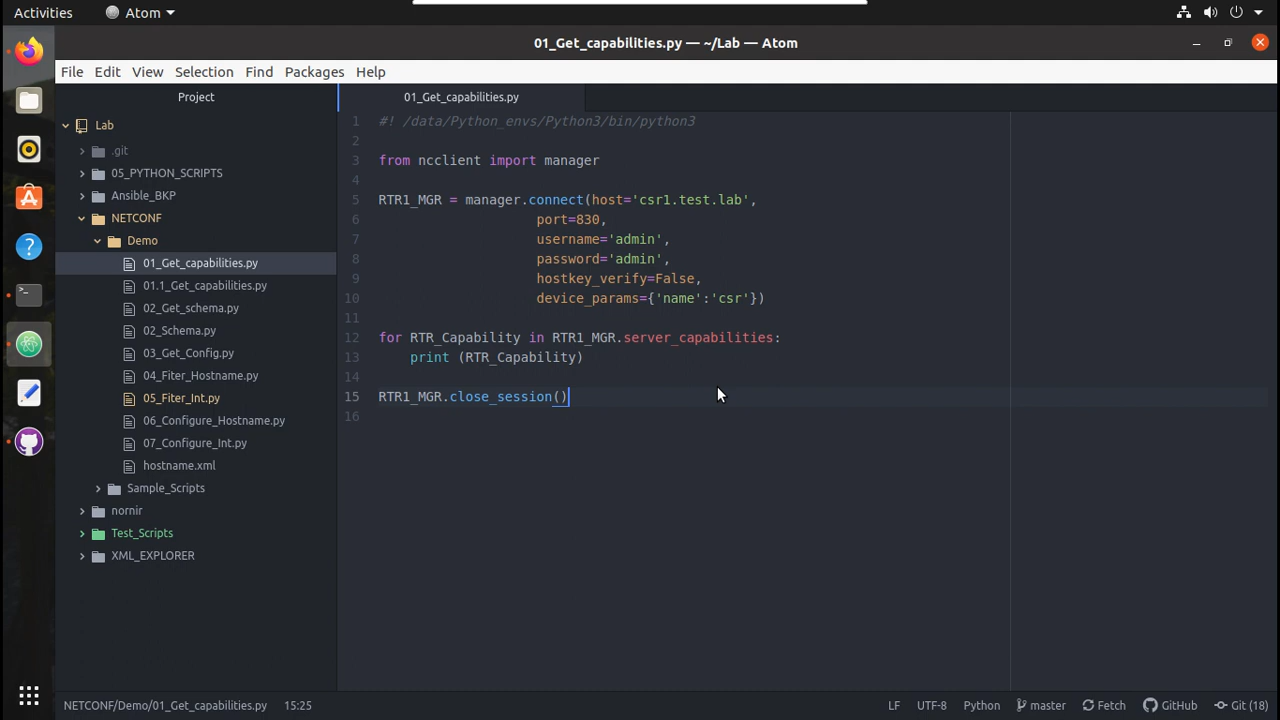 Activities
Atom
01_Get_capabilities.py — ~/Lab — Atom
File Edit View Selection Find Packages Help
Project
01_Get_capabilities.py
Lab
.git
05_PYTHON_SCRIPTS
Ansible_BKP
NETCONF
Demo
01_Get_capabilities.py
01.1_Get_capabilities.py
02_Get_schema.py
02_Schema.py
03_Get_Config.py
04_Fiter_Hostname.py
05_Fiter_Int.py
06_Configure_Hostname.py
07_Configure_Int.py
hostname.xml
Sample_Scripts
nornir
Test_Scripts
XML_EXPLORER
1 #! /data/Python_envs/Python3/bin/python3
2
3 from ncclient import manager
4
5 RTR1_MGR = manager.connect(host='csr1.test.lab',
6 port=830,
7 username='admin',
8 password='admin',
9 hostkey_verify=False,
10 device_params={'name':'csr'})
11
12 for RTR_Capability in RTR1_MGR.server_capabilities:
13 print (RTR_Capability)
14
15 RTR1_MGR.close_session()
16
NETCONF/Demo/01_Get_capabilities.py 15:25 LF UTF-8 Python master Fetch GitHub Git (18)